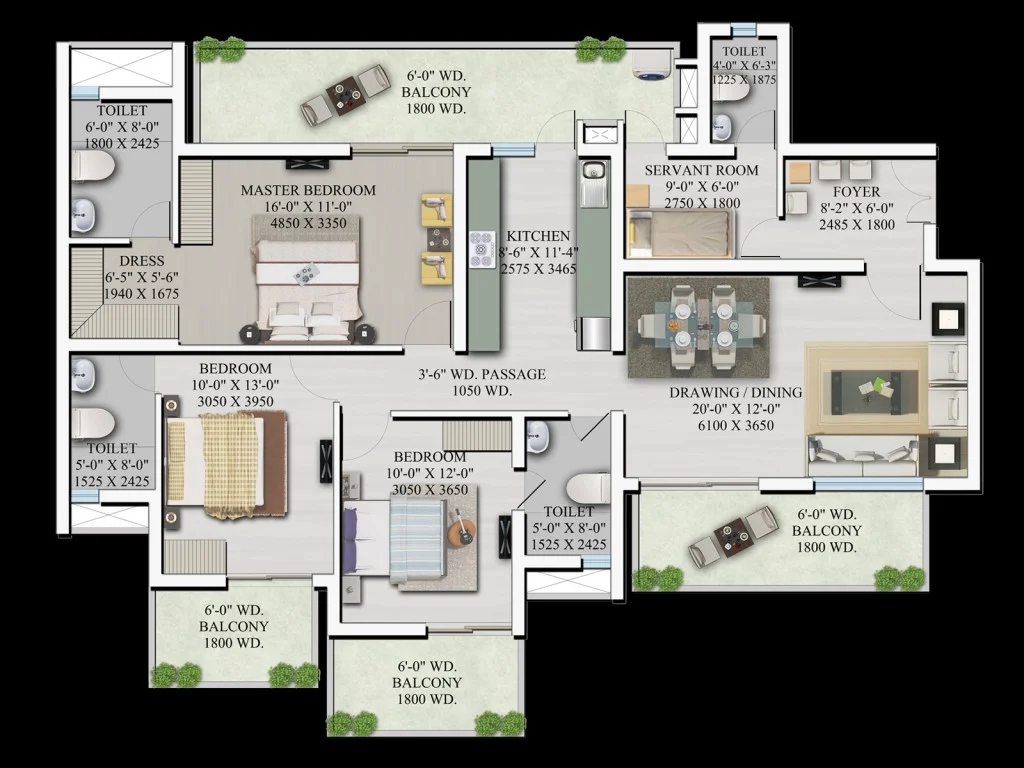 TOILET
4'-0" X 6'-3"
1225 X 1875
6'-0" WD.
BALCONY
1800 WD.
TOILET
6'-0" X 8'-0"
1800 X 2425
SERVANT ROOM
9'-0" X 6'-0"
2750 X 1800
MASTER BEDROOM
16'-0" X 11'-0"
4850 X 3350
FOYER
8'-2" X 6'-0"
2485 X 1800
KITCHEN
8'-6" X 11'-4"
2575 X 3465
DRESS
6'-5" X 5'-6"
1940 X 1675
BEDROOM
10'-0" X 13'-0"
3050 X 3950
3'-6" WD. PASSAGE
1050 WD.
DRAWING / DINING
20'-0" X 12'-0"
6100 X 3650
TOILET
5'-0" X 8'-0"
1525 X 2425
BEDROOM
10'-0" X 12'-0"
3050 X 3650
TOILET
5'-0" X 8'-0"
1525 X 2425
6'-0" WD.
BALCONY
1800 WD.
6'-0" WD.
BALCONY
1800 WD.
6'-0" WD.
BALCONY
1800 WD.